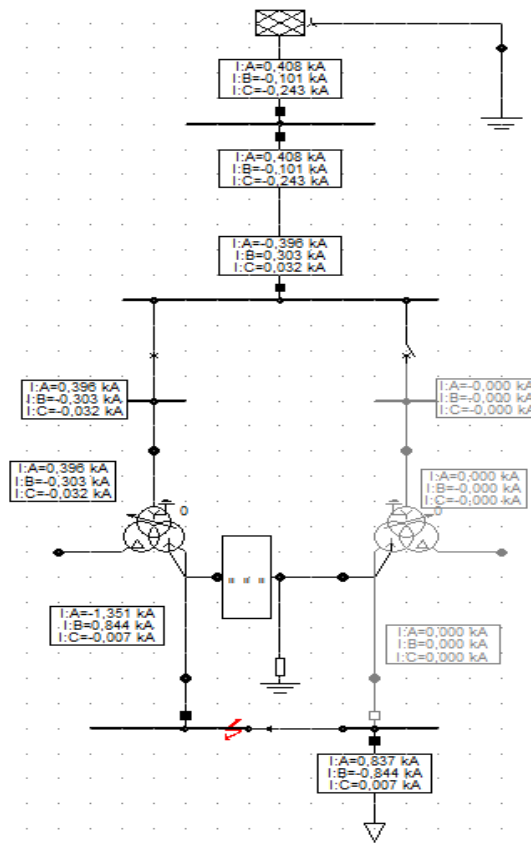 I:A=0,408 kA
I:B=-0,101 kA
I:C=-0,243 kA
I:A=0,408 kA
I:B=-0,101 kA
I:C=-0,243 kA
I:A=-0,396 kA
I:B=0,303 kA
I:C=0,032 kA
I:A=0,396 kA
I:B=-0,303 kA
I:C=-0,032 kA
I:A=-0,000 kA
I:B=-0,000 kA
I:C=-0,000 kA
I:A=0,396 kA
I:B=-0,303 kA
I:C=-0,032 kA
0
I:A=0,000 kA
I:B=-0,000 kA
I:C=-0,000 kA
0
I:A=-1,351 kA
I:B=0,844 kA
I:C=-0,007 kA
I:A=0,000 kA
I:B=0,000 kA
I:C=0,000 kA
I:A=0,837 kA
I:B=-0,844 kA
I:C=0,007 kA